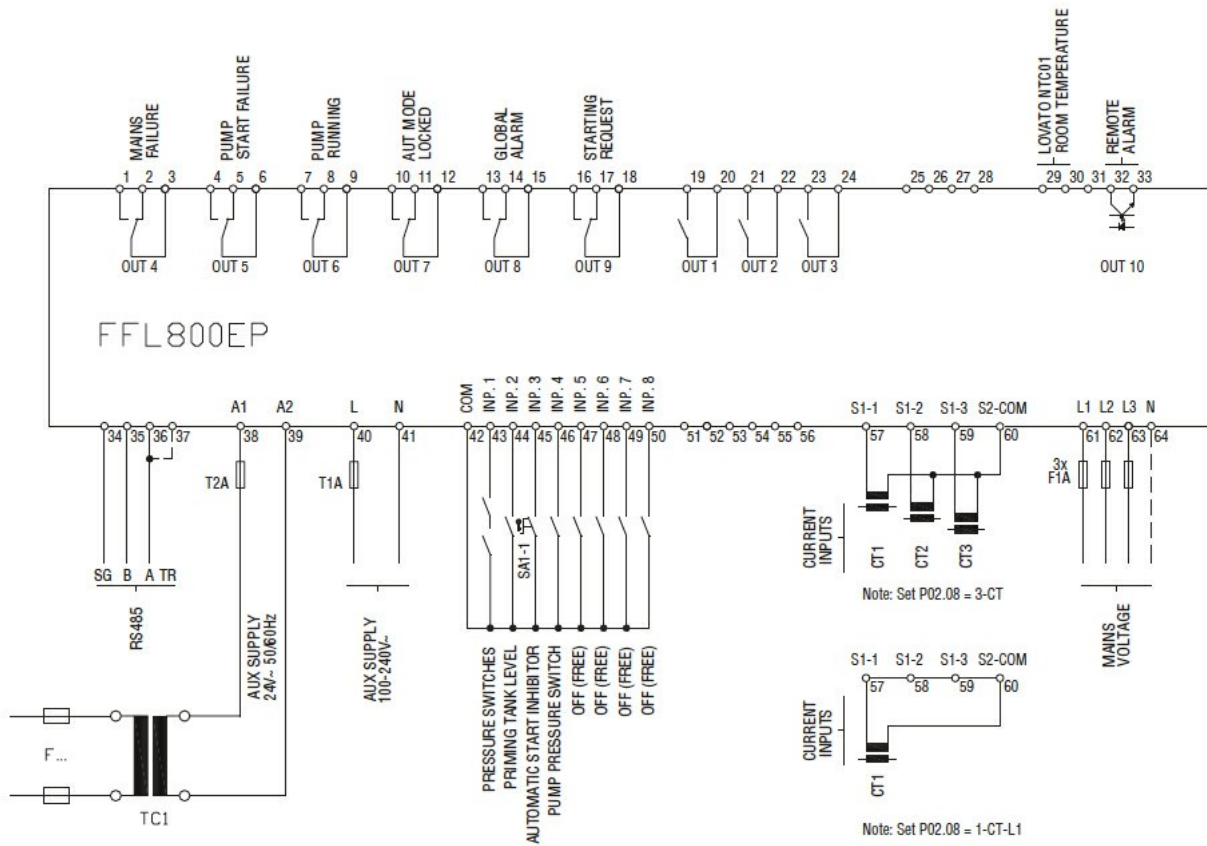 MAINS FAILURE
PUMP START FAILURE
PUMP RUNNING
AUT MODE LOCKED
GLOBAL ALARM
STARTING REQUEST
LOVATO NTC01 ROOM TEMPERATURE
REMOTE ALARM
1 2 3 4 5 6 7 8 9 10 11 12 13 14 15 16 17 18 19 20 21 22 23 24 25 26 27 28 29 30 31 32 33
OUT 4 OUT 5 OUT 6 OUT 7 OUT 8 OUT 9 OUT 1 OUT 2 OUT 3 OUT 10
FFL800EP
COM INP. 1 INP. 2 INP. 3 INP. 4 INP. 5 INP. 6 INP. 7 INP. 8
A1 A2 L N S1-1 S1-2 S1-3 S2-COM L1 L2 L3 N
34 35 36 37 38 39 40 41 42 43 44 45 46 47 48 49 50 51 52 53 54 55 56 57 58 59 60 61 62 63 64
T2A T1A
3x
F1A
SA1-1
CURRENT INPUTS
CT1 CT2 CT3
Note: Set P02.08 = 3-CT
SG B A TR
RS485
AUX SUPPLY
24V~ 50/60Hz
AUX SUPPLY
100-240V~
PRESSURE SWITCHES
PRIMING TANK LEVEL
AUTOMATIC START INHIBITOR
PUMP PRESSURE SWITCH
OFF (FREE)
OFF (FREE)
OFF (FREE)
OFF (FREE)
MAINS VOLTAGE
S1-1 S1-2 S1-3 S2-COM
57 58 59 60
CURRENT INPUTS
CT1
Note: Set P02.08 = 1-CT-L1
F...
TC1